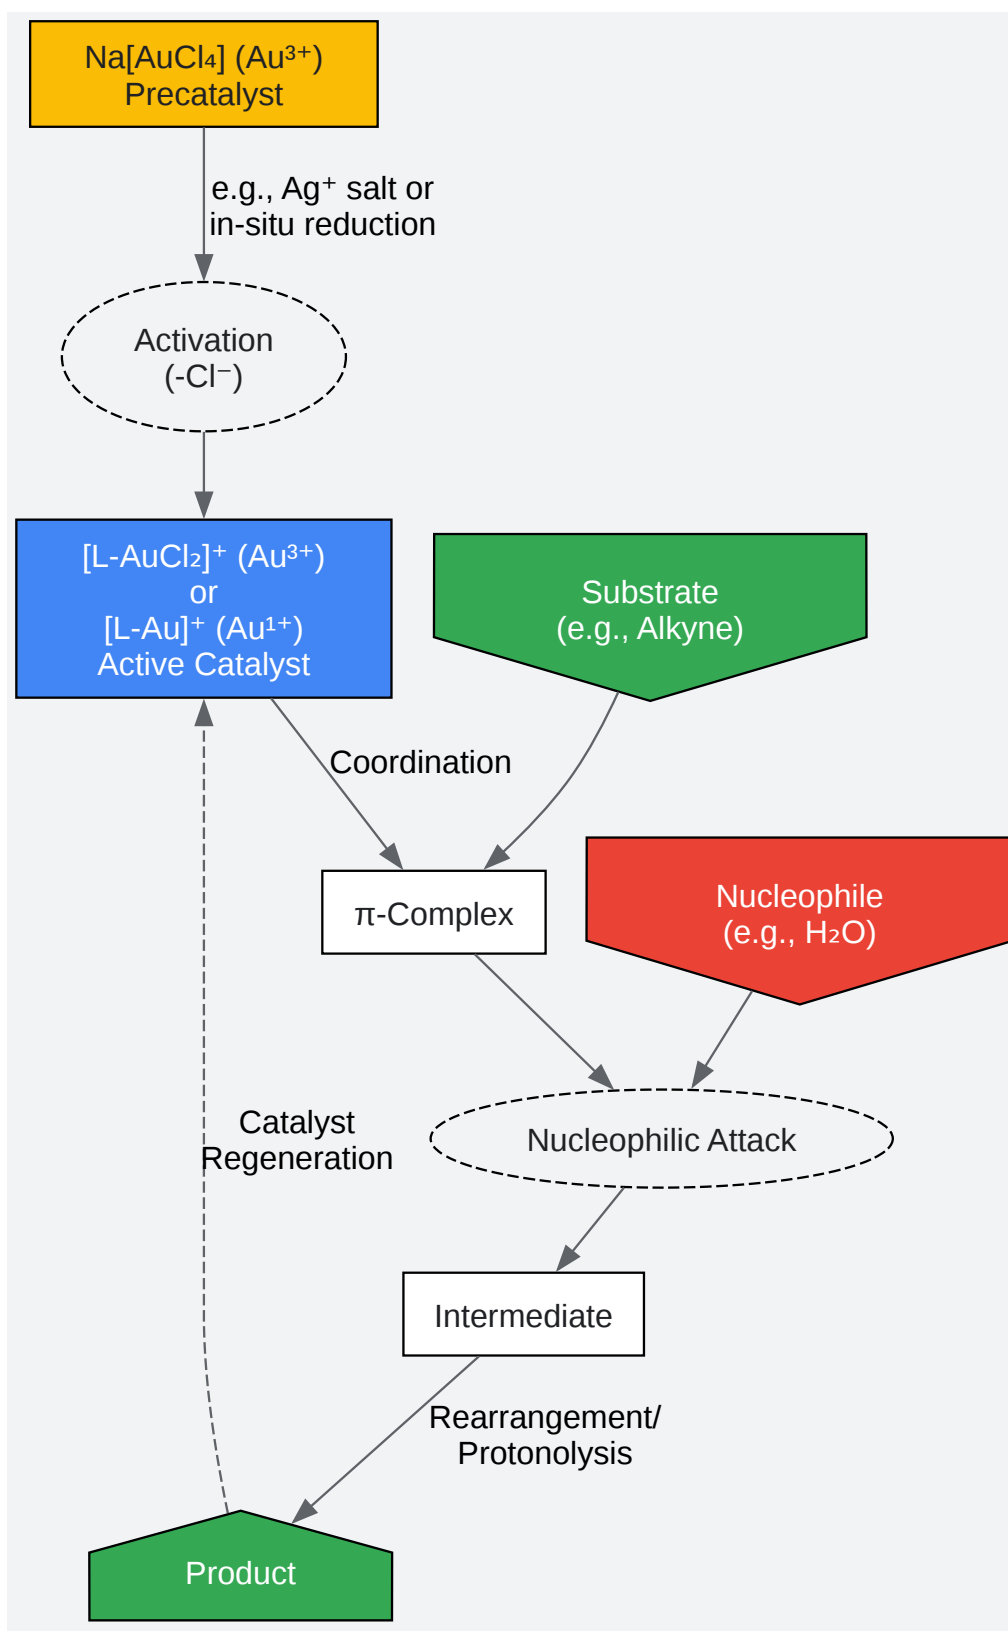 Na[AuCl₄] (Au³⁺)
Precatalyst
e.g., Ag⁺ salt or
in-situ reduction
Activation
(-Cl⁻)
[L-AuCl₂]⁺ (Au³⁺)
or
[L-Au]⁺ (Au¹⁺)
Active Catalyst
Substrate
(e.g., Alkyne)
Coordination
π-Complex
Nucleophile
(e.g., H₂O)
Catalyst
Regeneration
Nucleophilic Attack
Intermediate
Rearrangement/
Protonolysis
Product